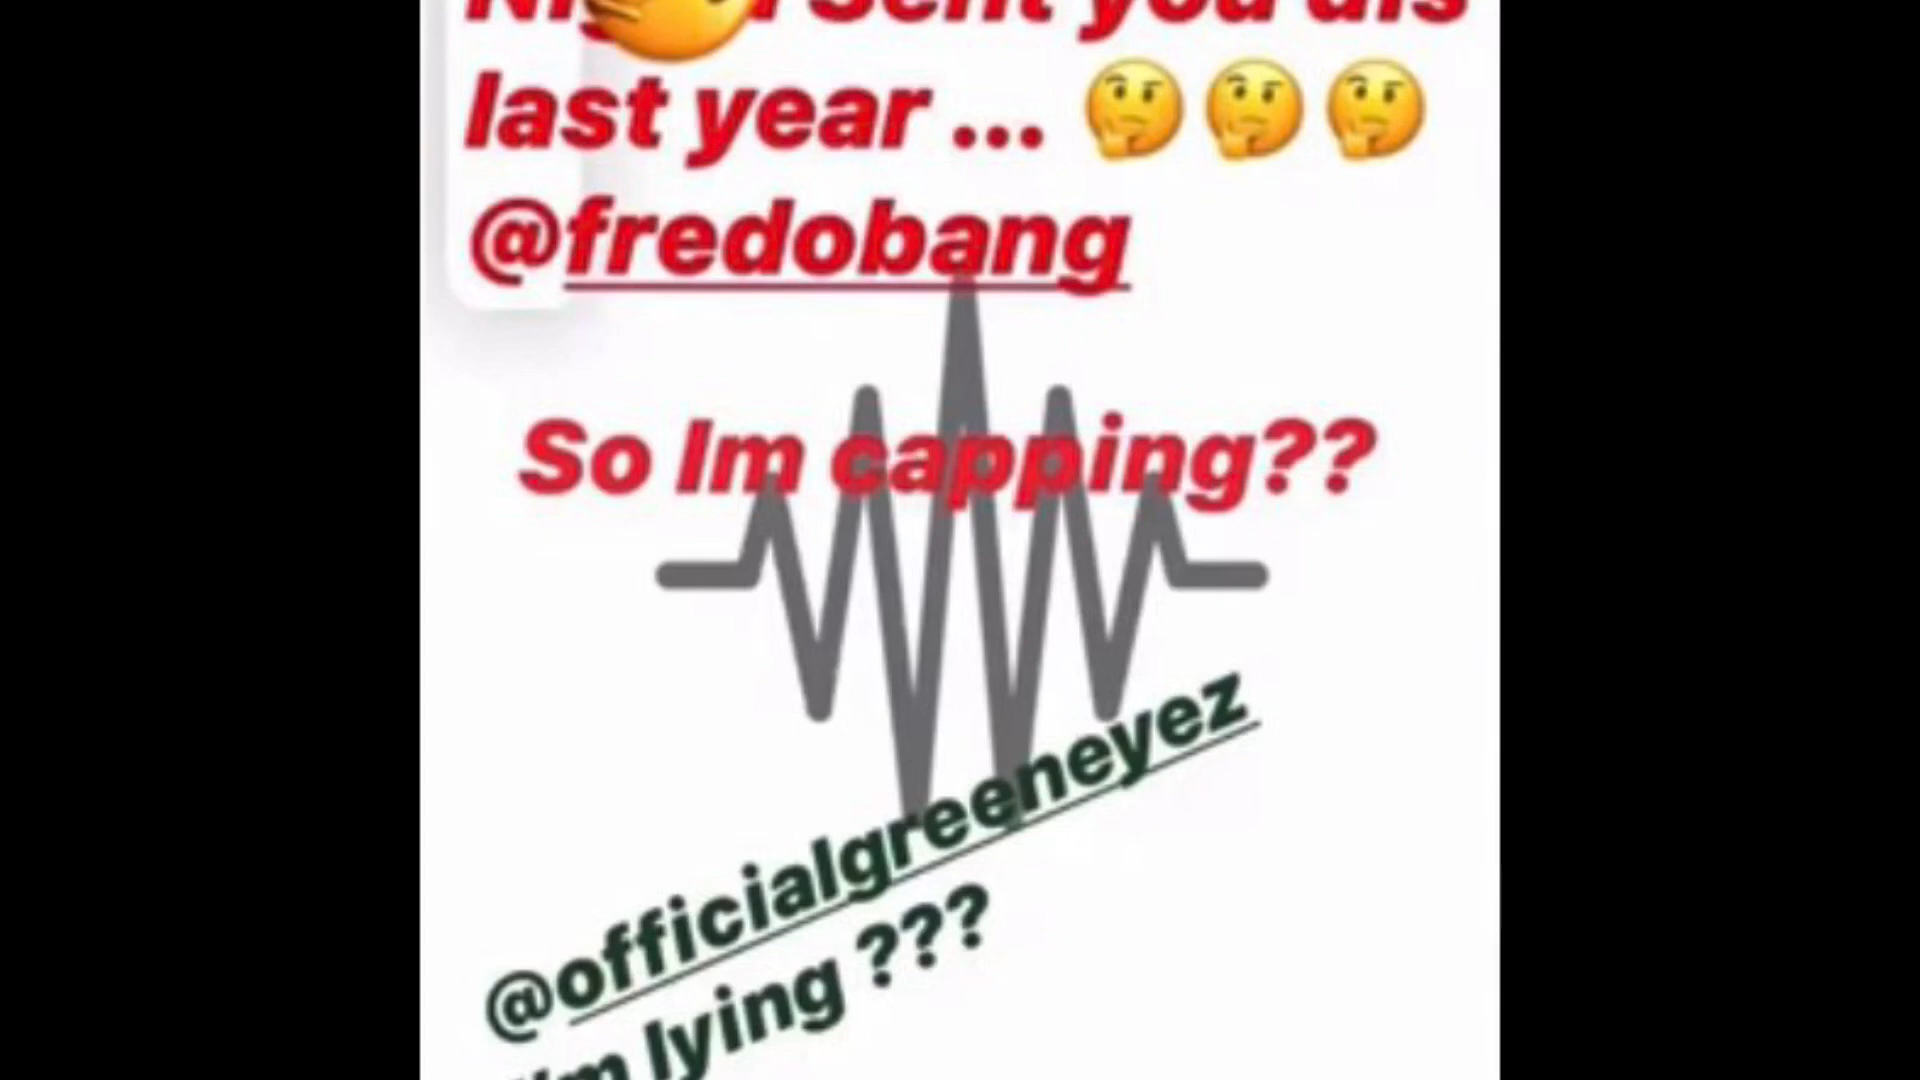 Sent you dis
last year ... 🤔🤔🤔
@fredobang
So Im capping??
@officialgreeneyez
I'm lying ???